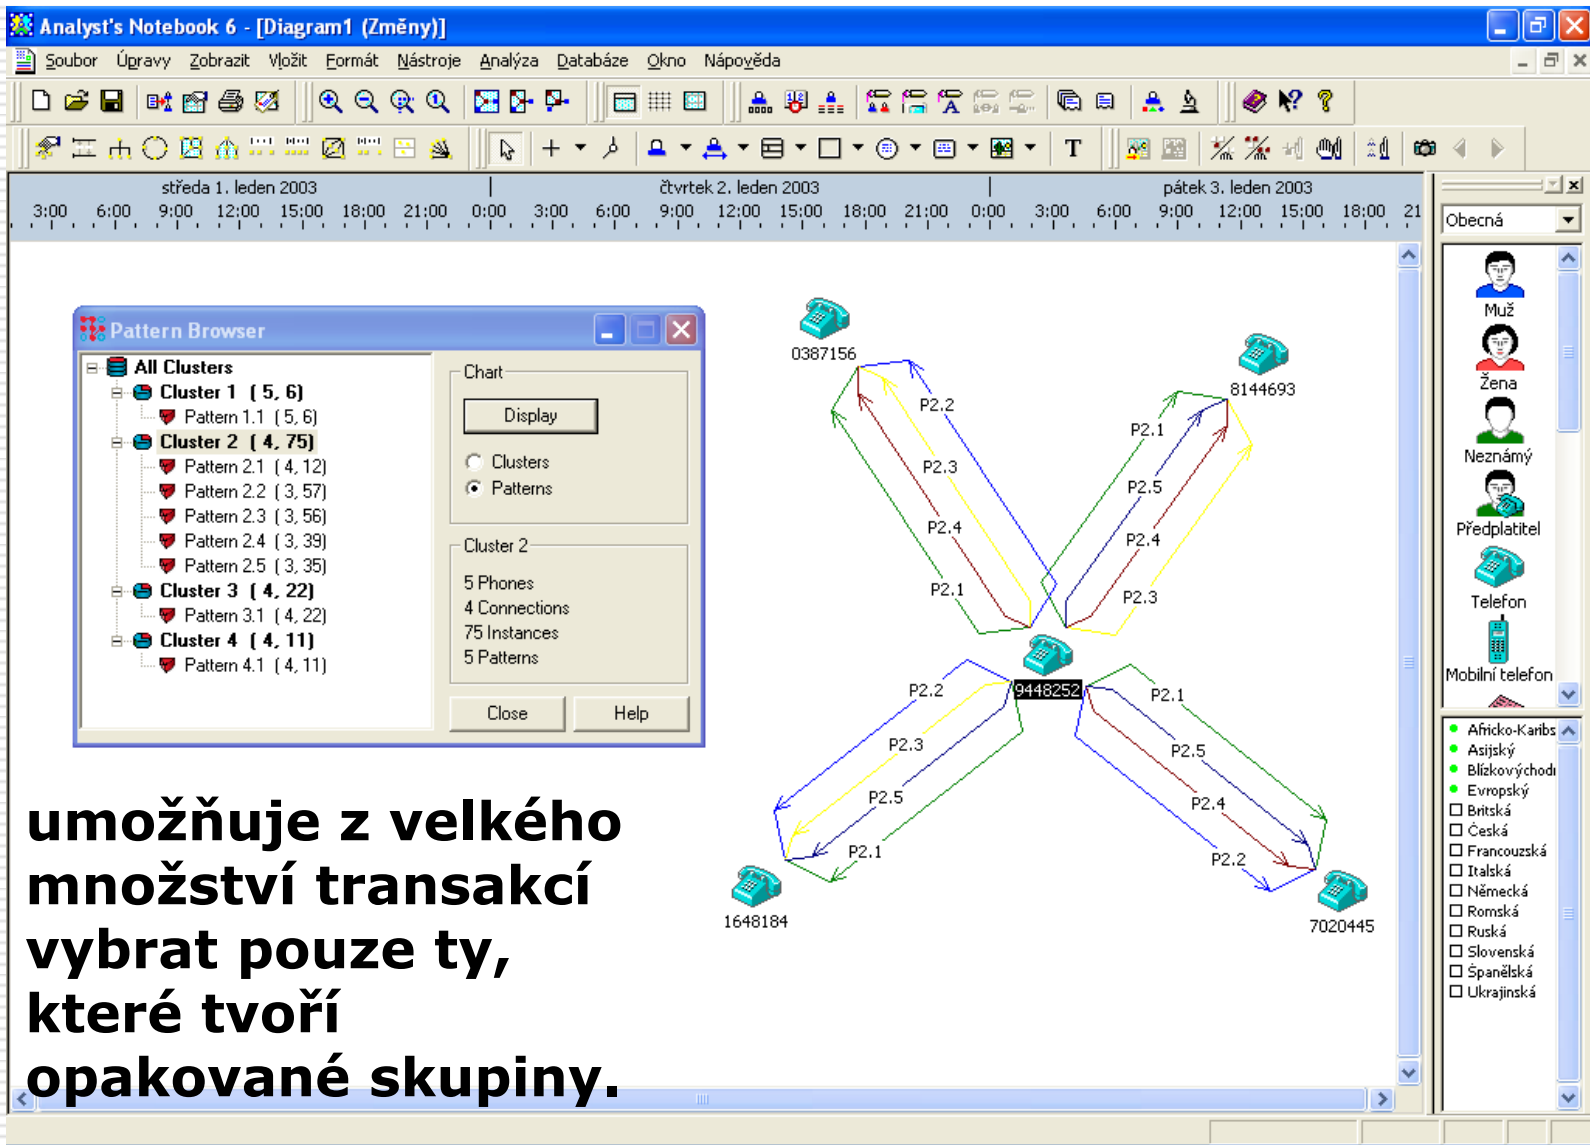 Analyst's Notebook 6 - [Diagram1 (Změny)]
Soubor Úpravy Zobrazit Vložit Formát Nástroje Analýza Databáze Okno Nápověda
středa 1. leden 2003 čtvrtek 2. leden 2003 pátek 3. leden 2003
3:00 6:00 9:00 12:00 15:00 18:00 21:00 0:00 3:00 6:00 9:00 12:00 15:00 18:00 21:00 0:00 3:00 6:00 9:00 12:00 15:00 18:00 21
Pattern Browser
All Clusters
Cluster 1 ( 5, 6)
Pattern 1.1 ( 5, 6)
Cluster 2 ( 4, 75)
Pattern 2.1 ( 4, 12)
Pattern 2.2 ( 3, 57)
Pattern 2.3 ( 3, 56)
Pattern 2.4 ( 3, 39)
Pattern 2.5 ( 3, 35)
Cluster 3 ( 4, 22)
Pattern 3.1 ( 4, 22)
Cluster 4 ( 4, 11)
Pattern 4.1 ( 4, 11)
Chart
Display
Clusters
Patterns
Cluster 2
5 Phones
4 Connections
75 Instances
5 Patterns
Close Help
0387156
P2.2
P2.3
P2.4
P2.1
8144693
P2.1
P2.5
P2.4
P2.3
9448252
P2.2
P2.3
P2.5
P2.1
1648184
P2.1
P2.5
P2.4
P2.2
7020445
umožňuje z velkého
množství transakcí
vybrat pouze ty,
které tvoří
opakované skupiny.
Obecná
Muž
Žena
Neznámý
Předplatitel
Telefon
Mobilní telefon
Africko-Karibs
Asijský
Blízkovýchodn
Evropský
Britská
Česká
Francouzská
Italská
Německá
Romská
Ruská
Slovenská
Španělská
Ukrajinská